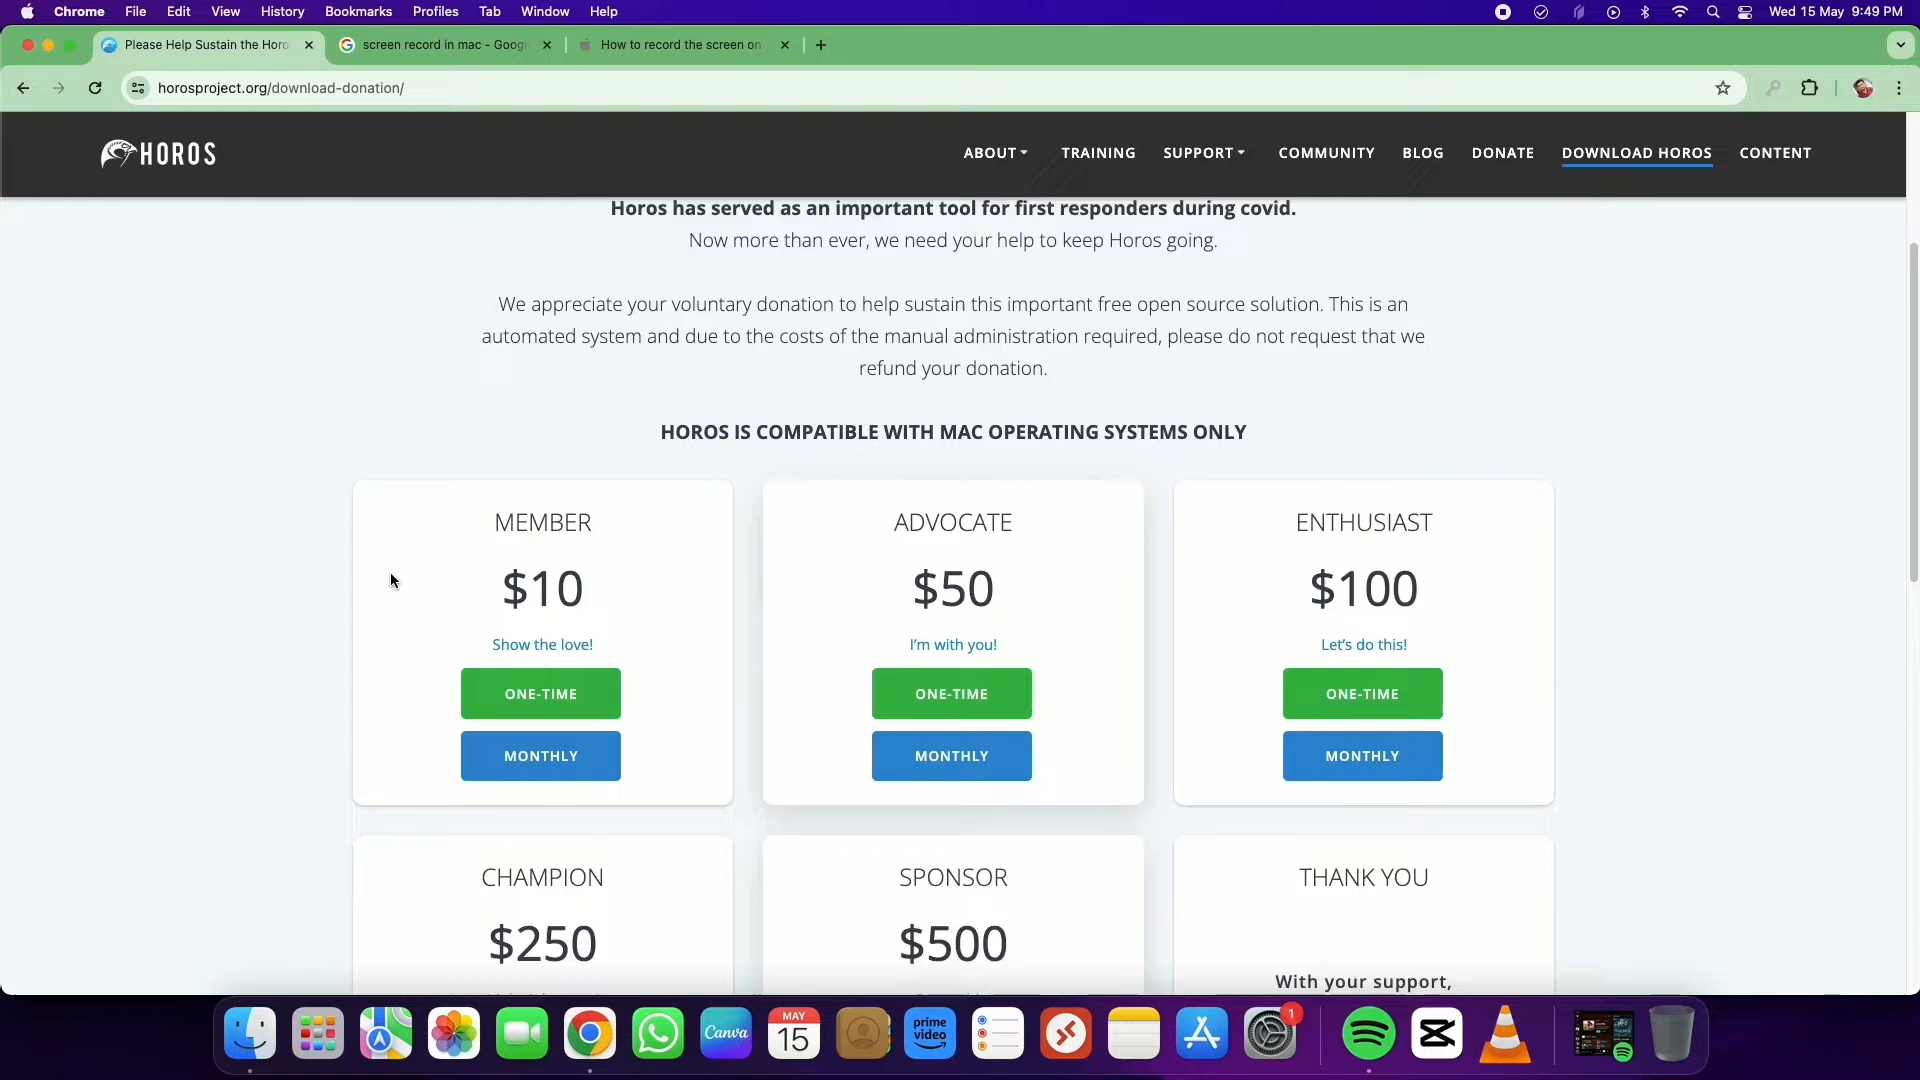 Chrome File Edit View History Bookmarks Profiles Tab Window Help Wed 15 May 9:49 PM
Please Help Sustain the Horo screen record in mac - Googl How to record the screen on
horosproject.org/download-donation/
HOROS ABOUT TRAINING SUPPORT COMMUNITY BLOG DONATE DOWNLOAD HOROS CONTENT
Horos has served as an important tool for first responders during covid.
Now more than ever, we need your help to keep Horos going.
We appreciate your voluntary donation to help sustain this important free open source solution. This is an
automated system and due to the costs of the manual administration required, please do not request that we
refund your donation.
HOROS IS COMPATIBLE WITH MAC OPERATING SYSTEMS ONLY
MEMBER
$10
Show the love!
ONE-TIME
MONTHLY
ADVOCATE
$50
I'm with you!
ONE-TIME
MONTHLY
ENTHUSIAST
$100
Let's do this!
ONE-TIME
MONTHLY
CHAMPION
$250
SPONSOR
$500
THANK YOU
With your support,
Canva
MAY
15
prime
video
1